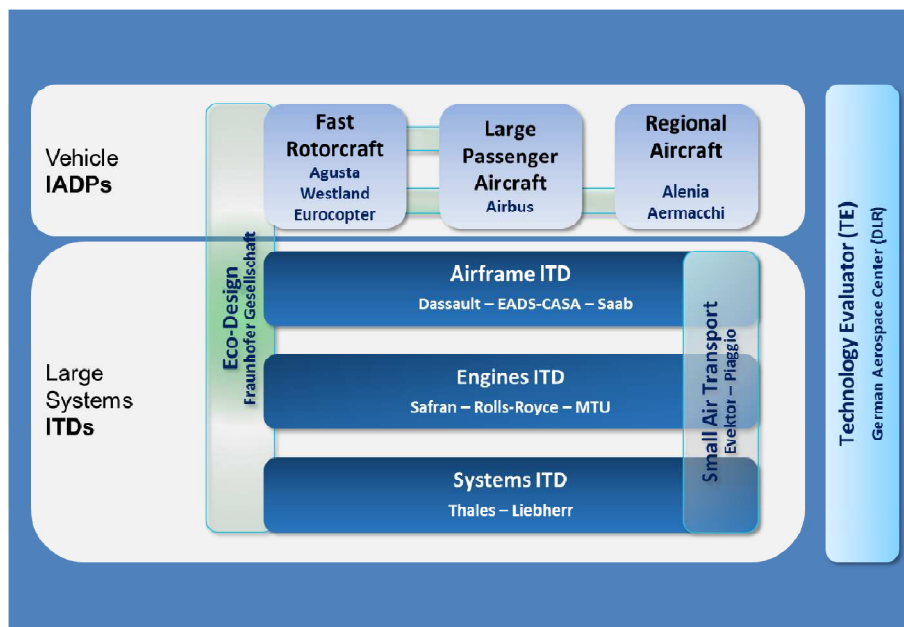 Vehicle
IADPs
Fast
Rotorcraft
Agusta
Westland
Eurocopter
Large
Passenger
Aircraft
Airbus
Regional
Aircraft
Alenia
Aermacchi
Large
Systems
ITDs
Eco-Design
Fraunhofer Gesellschaft
Airframe ITD
Dassault – EADS-CASA – Saab
Engines ITD
Safran – Rolls-Royce – MTU
Systems ITD
Thales – Liebherr
Small Air Transport
Evektor – Piaggio
Technology Evaluator (TE)
German Aerospace Center (DLR)